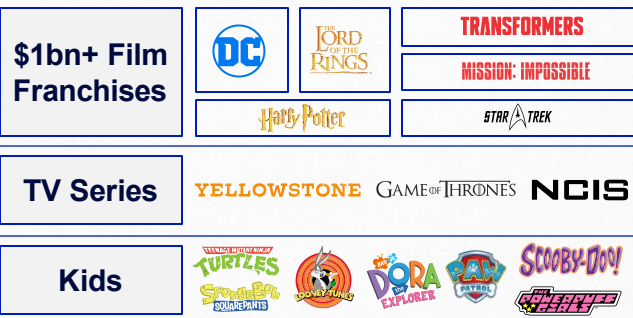 $1bn+ Film
Franchises
DC
THE
LORD
OF THE
RINGS
Harry Potter
TRANSFORMERS
MISSION: IMPOSSIBLE
STAR TREK
TV Series
YELLOWSTONE
GAME OF THRONES
NCIS
Kids
TEENAGE MUTANT NINJA
TURTLES
SPONGEBOB
SQUAREPANTS
LOONEY TUNES
NICK JR
DORA
the
EXPLORER
PAW
PATROL
SCOOBY-DOO!
THE
POWERPUFF
GIRLS